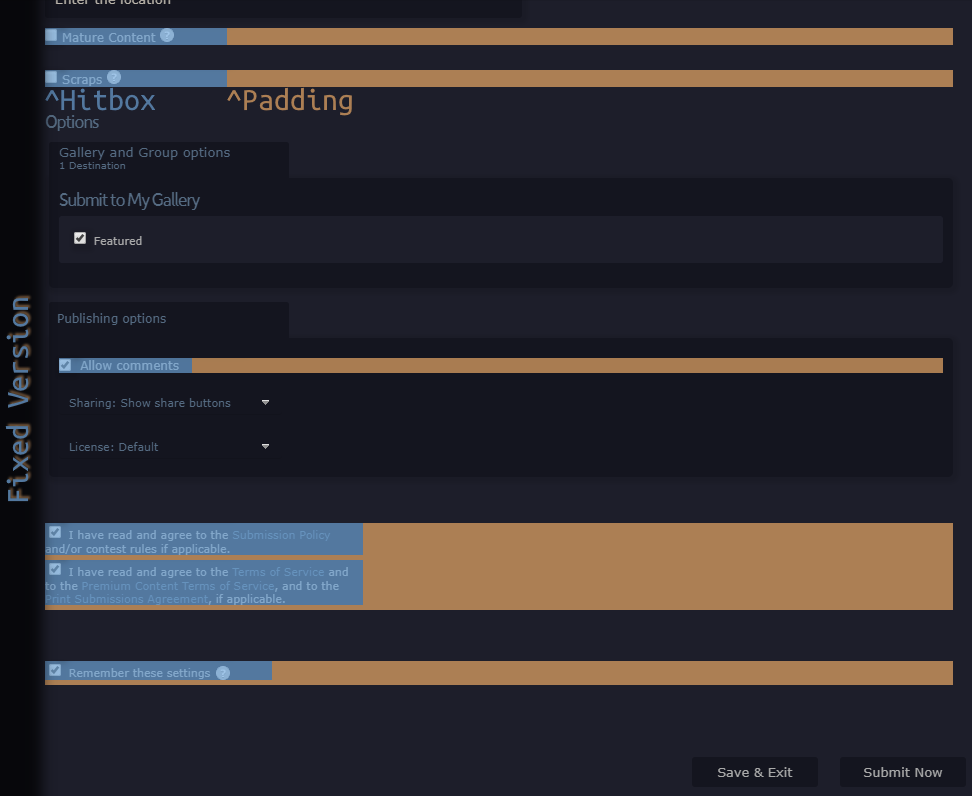 Enter the location
Mature Content ?
Scraps ?
^Hitbox ^Padding
Options
Gallery and Group options
1 Destination
Submit to My Gallery
Featured
Fixed Version
Publishing options
Allow comments
Sharing: Show share buttons
License: Default
I have read and agree to the Submission Policy
and/or contest rules if applicable.
I have read and agree to the Terms of Service and
to the Premium Content Terms of Service, and to the
Print Submissions Agreement, if applicable.
Remember these settings ?
Save & Exit Submit Now